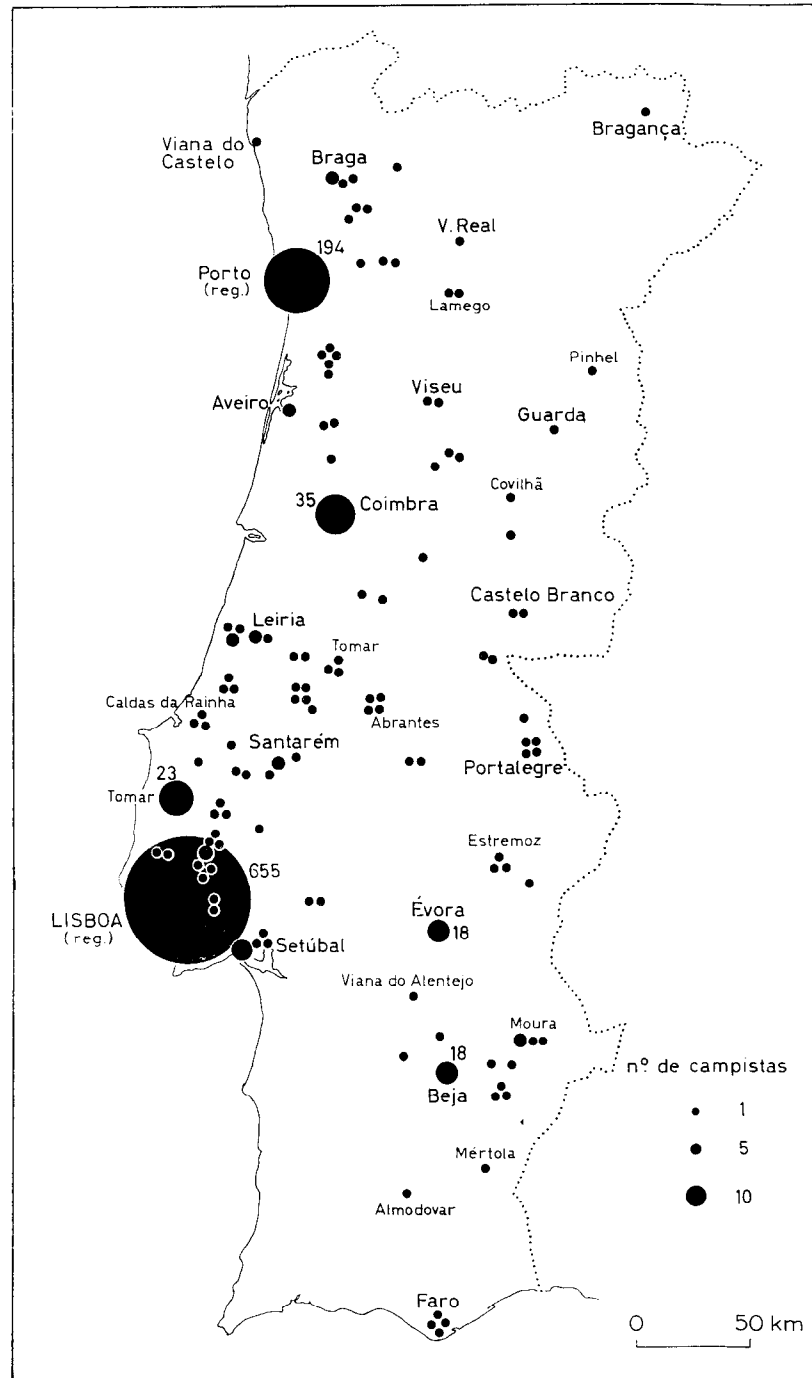 Bragança
Viana do
Castelo
Braga
V. Real
194
Porto
(reg.)
Lamego
Pinhel
Viseu
Aveiro
Guarda
Covilhã
35
Coimbra
Castelo Branco
Leiria
Tomar
Caldas da Rainha
Abrantes
Santarém
Portalegre
23
Tomar
Estremoz
655
LISBOA
(reg.)
Évora
18
Setúbal
Viana do Alentejo
Moura
18
Beja
nº de campistas
1
5
10
Mértola
Almodovar
Faro
0 50 km